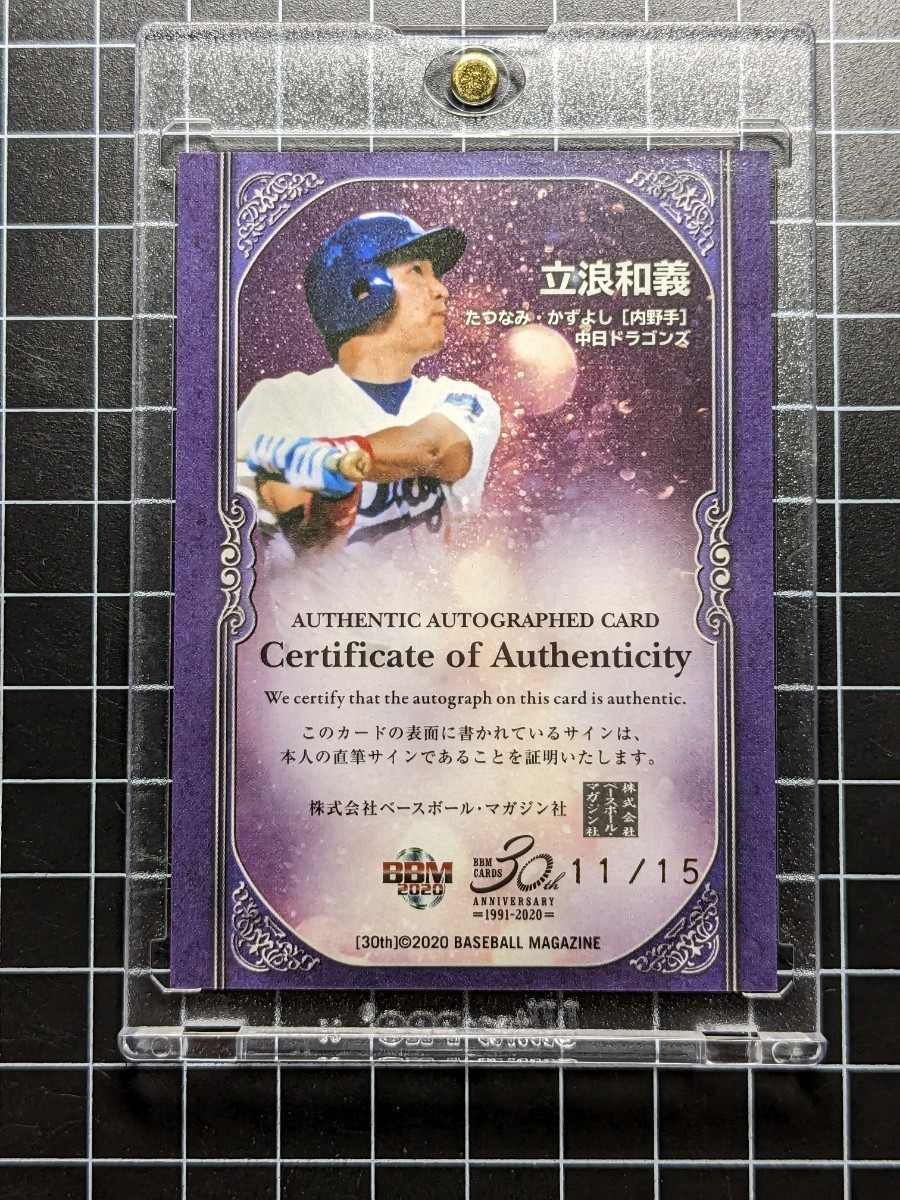 立浪和義
たつなみ・かずよし［内野手］
中日ドラゴンズ
AUTHENTIC AUTOGRAPHED CARD
Certificate of Authenticity
We certify that the autograph on this card is authentic.
このカードの表面に書かれているサインは、
本人の直筆サインであることを証明いたします。
株式会社ベースボール・マガジン社
株式会社
ベースボール・
マガジン社
BBM
2020
BBM
CARDS
30th
ANNIVERSARY
=1991-2020=
11/15
[30th]©2020 BASEBALL MAGAZINE